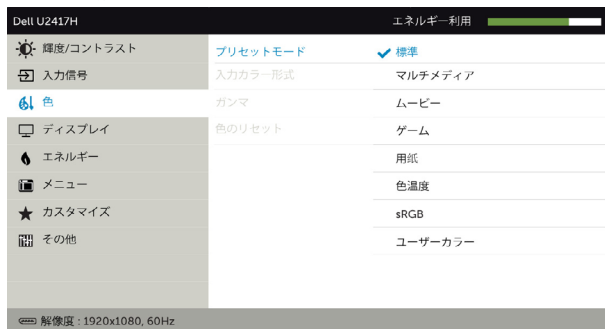 Dell U2417H エネルギー利用
輝度/コントラスト
入力信号
色
ディスプレイ
エネルギー
メニュー
カスタマイズ
その他
プリセットモード
入力カラー形式
ガンマ
色のリセット
標準
マルチメディア
ムービー
ゲーム
用紙
色温度
sRGB
ユーザーカラー
解像度 : 1920x1080, 60Hz